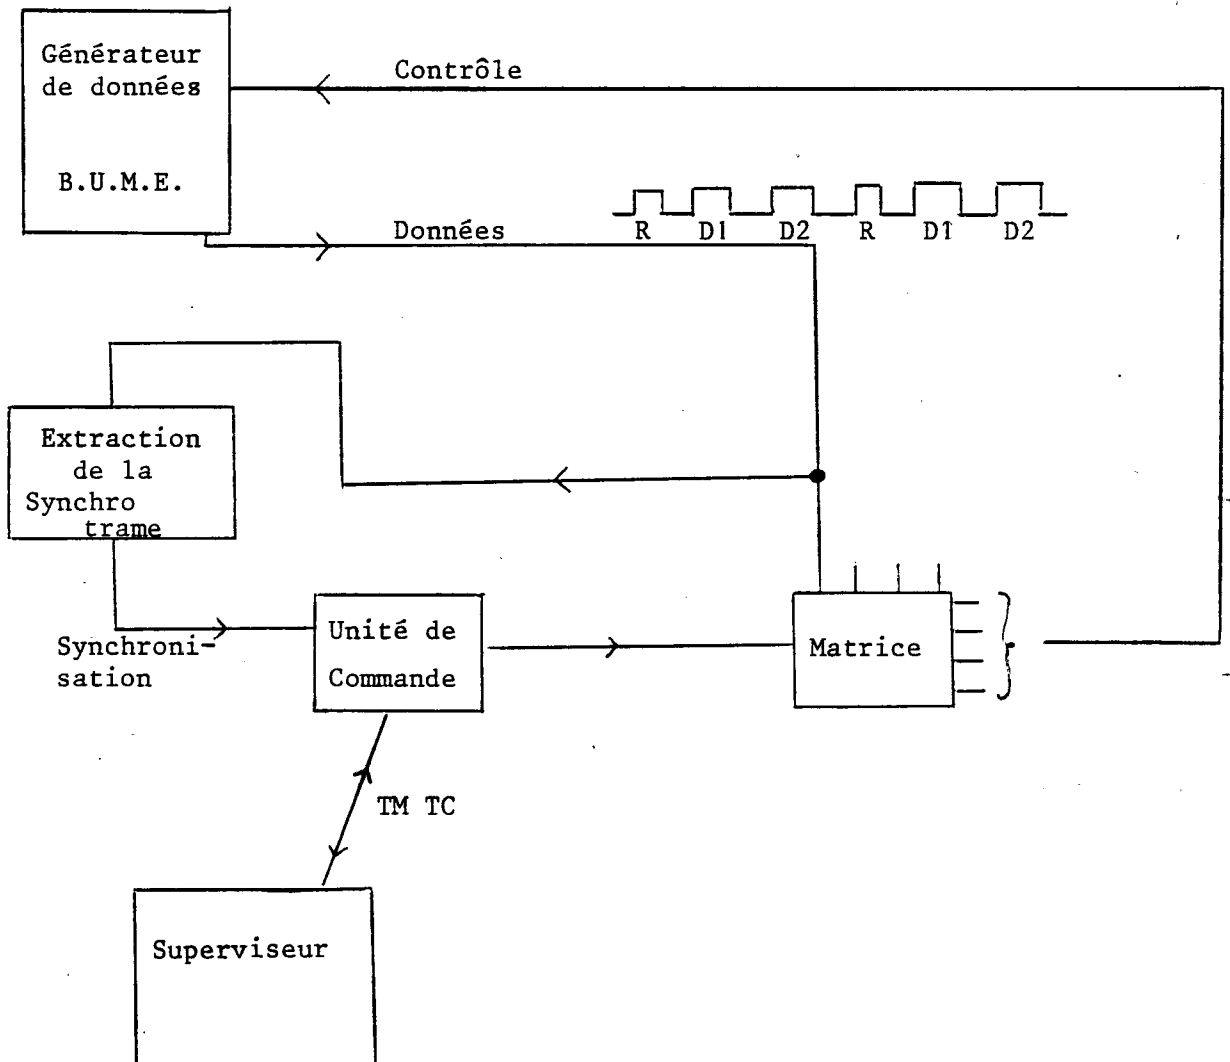 Générateur
de données
B.U.M.E.
Contrôle
Données
R D1 D2 R D1 D2
Extraction
de la
Synchro
trame
Synchroni-
sation
Unité de
Commande
Matrice
TM TC
Superviseur